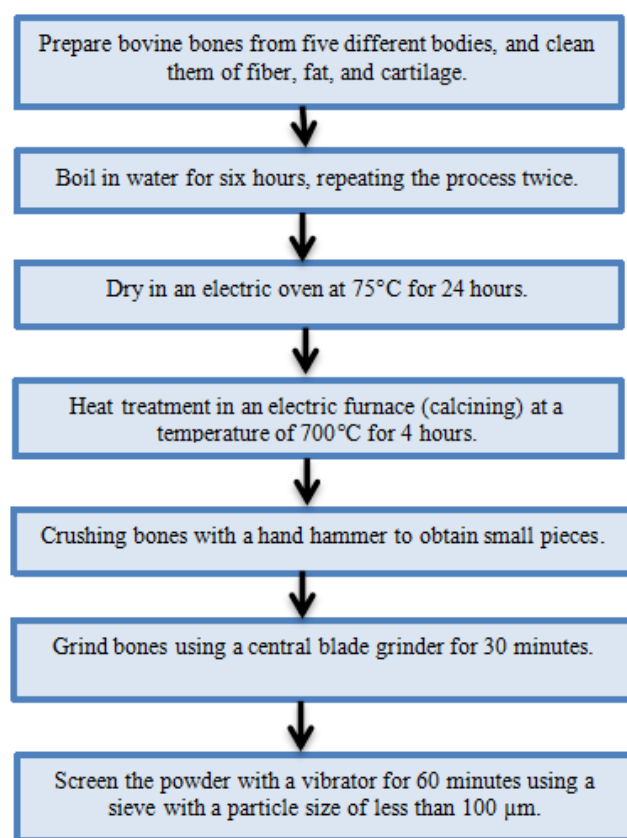 Prepare bovine bones from five different bodies, and clean
them of fiber, fat, and cartilage.
Boil in water for six hours, repeating the process twice.
Dry in an electric oven at 75°C for 24 hours.
Heat treatment in an electric furnace (calcining) at a
temperature of 700°C for 4 hours.
Crushing bones with a hand hammer to obtain small pieces.
Grind bones using a central blade grinder for 30 minutes.
Screen the powder with a vibrator for 60 minutes using a
sieve with a particle size of less than 100 µm.